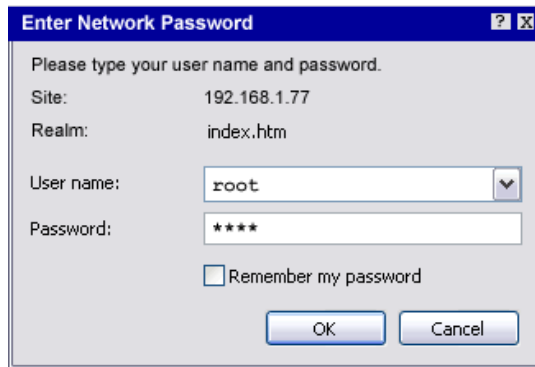 Enter Network Password ? X
Please type your user name and password.
Site: 192.168.1.77
Realm: index.htm
User name: root
Password: ****
Remember my password
OK Cancel